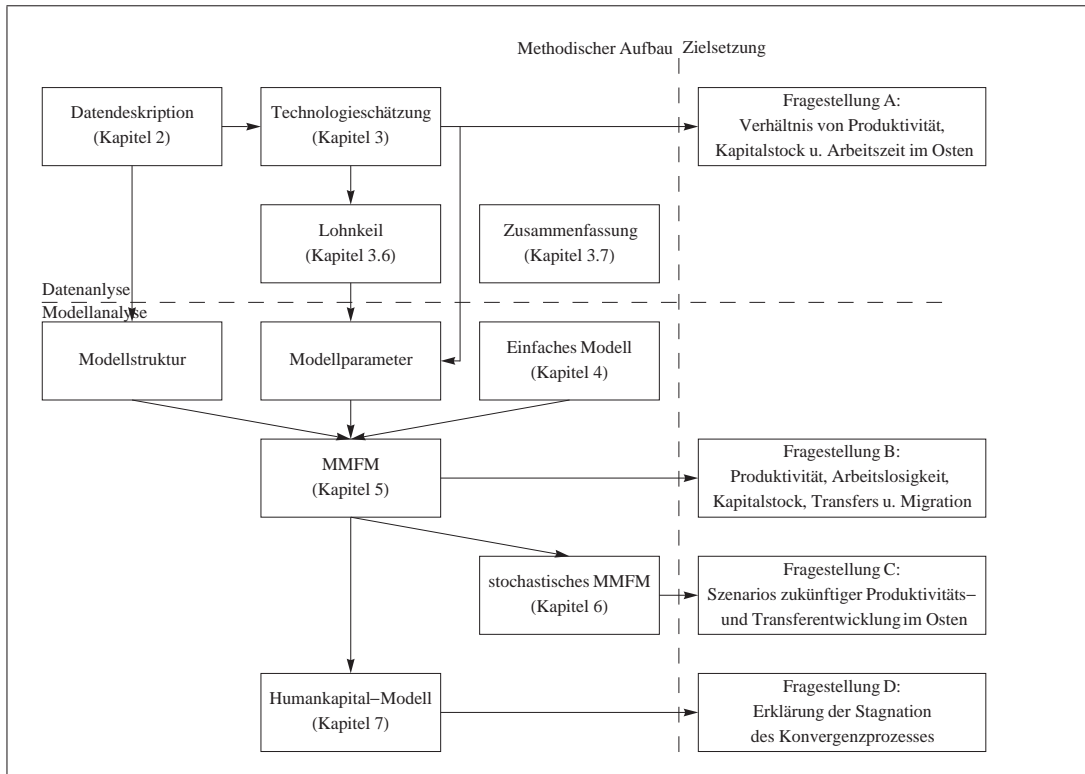 Methodischer Aufbau
Zielsetzung
Datendeskription
(Kapitel 2)
Technologieschätzung
(Kapitel 3)
Fragestellung A:
Verhältnis von Produktivität,
Kapitalstock u. Arbeitszeit im Osten
Lohnkeil
(Kapitel 3.6)
Zusammenfassung
(Kapitel 3.7)
Datenanlyse
Modellanalyse
Modellstruktur
Modellparameter
Einfaches Modell
(Kapitel 4)
MMFM
(Kapitel 5)
Fragestellung B:
Produktivität, Arbeitslosigkeit,
Kapitalstock, Transfers u. Migration
stochastisches MMFM
(Kapitel 6)
Fragestellung C:
Szenarios zukünftiger Produktivitäts−
und Transferentwicklung im Osten
Humankapital−Modell
(Kapitel 7)
Fragestellung D:
Erklärung der Stagnation
des Konvergenzprozesses